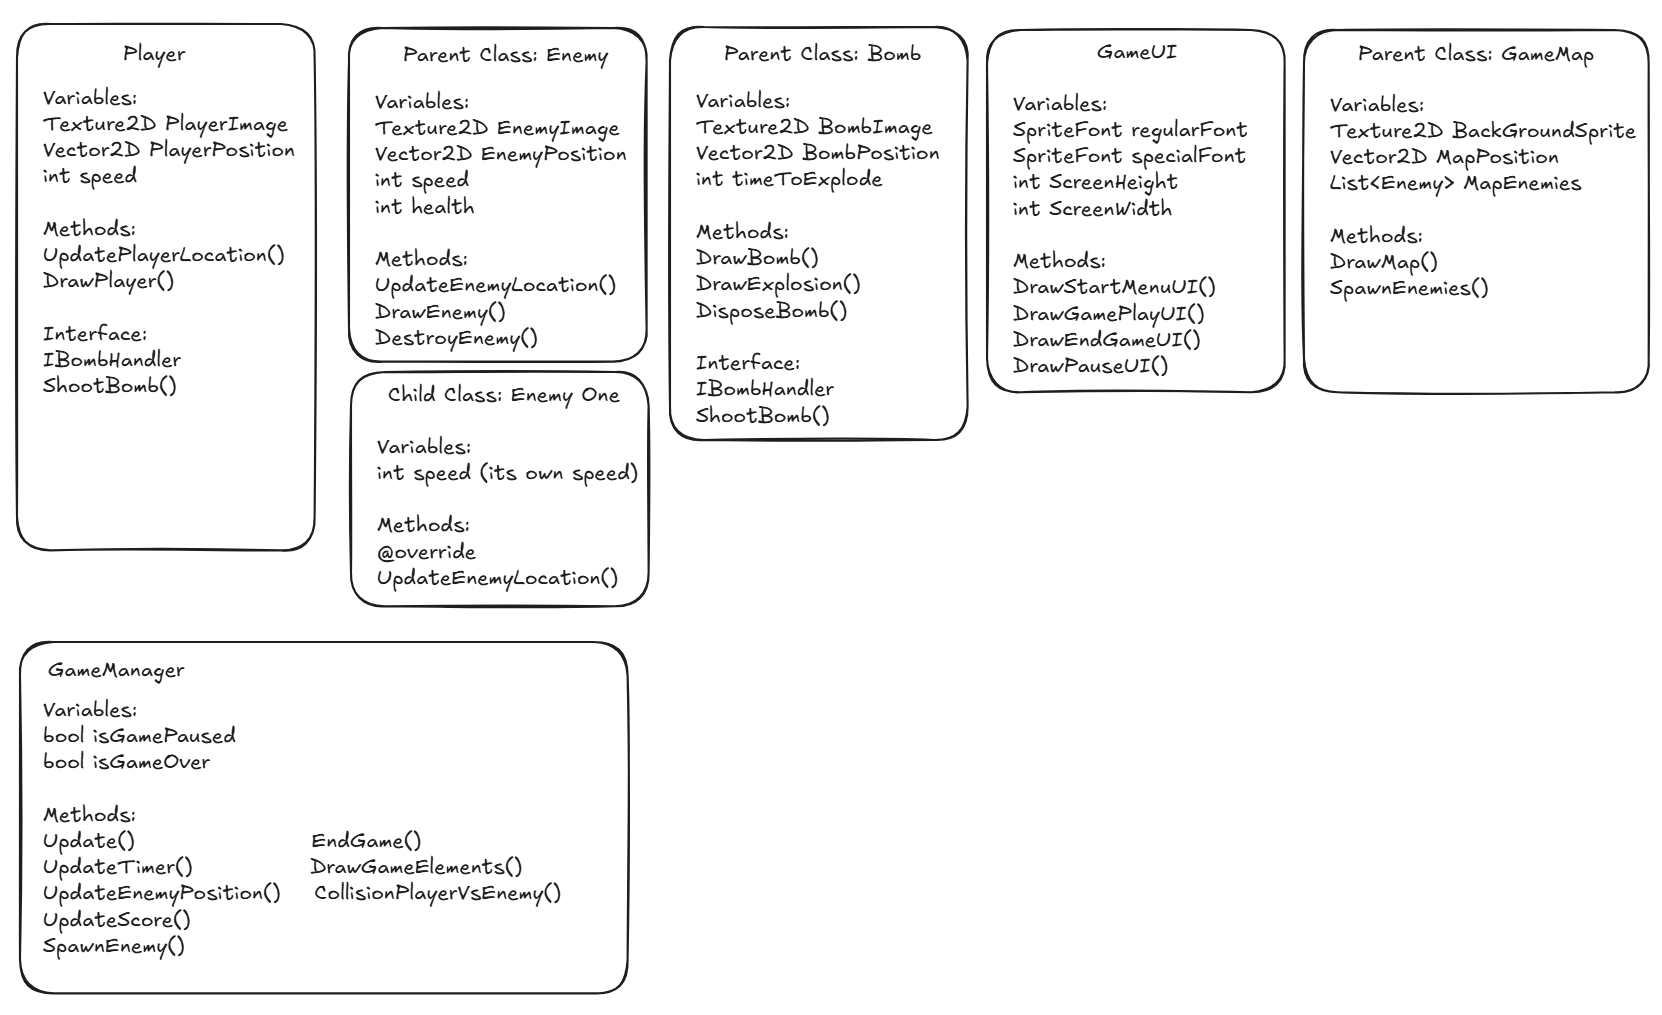 Player
Variables:
Texture2D PlayerImage
Vector2D PlayerPosition
int speed
Methods:
UpdatePlayerLocation()
DrawPlayer()
Interface:
IBombHandler
ShootBomb()
Parent Class: Enemy
Variables:
Texture2D EnemyImage
Vector2D EnemyPosition
int speed
int health
Methods:
UpdateEnemyLocation()
DrawEnemy()
DestroyEnemy()
Child Class: Enemy One
Variables:
int speed (its own speed)
Methods:
@override
UpdateEnemyLocation()
Parent Class: Bomb
Variables:
Texture2D BombImage
Vector2D BombPosition
int timeToExplode
Methods:
DrawBomb()
DrawExplosion()
DisposeBomb()
Interface:
IBombHandler
ShootBomb()
GameUI
Variables:
SpriteFont regularFont
SpriteFont specialFont
int ScreenHeight
int ScreenWidth
Methods:
DrawStartMenuUI()
DrawGamePlayUI()
DrawEndGameUI()
DrawPauseUI()
Parent Class: GameMap
Variables:
Texture2D BackGroundSprite
Vector2D MapPosition
List<Enemy> MapEnemies
Methods:
DrawMap()
SpawnEnemies()
GameManager
Variables:
bool isGamePaused
bool isGameOver
Methods:
Update()
UpdateTimer()
UpdateEnemyPosition()
UpdateScore()
SpawnEnemy()
EndGame()
DrawGameElements()
CollisionPlayerVsEnemy()